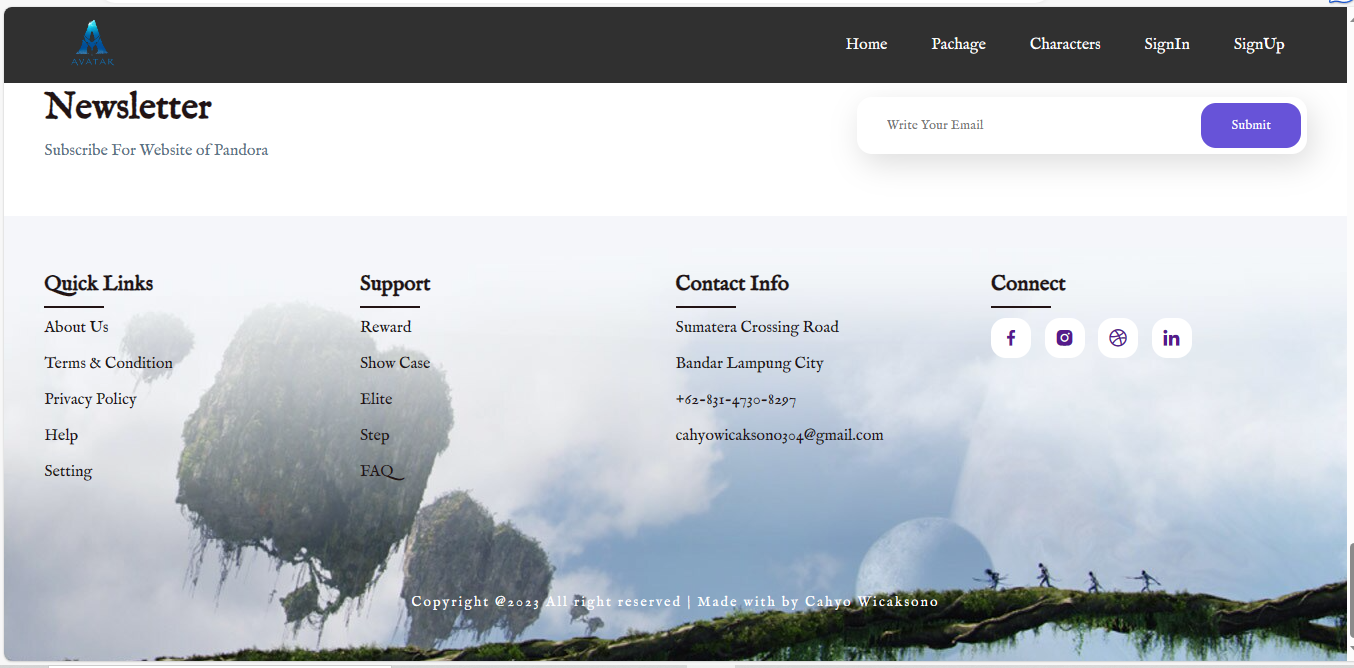 AVATAR
Home Pachage Characters SignIn SignUp
Newsletter
Subscribe For Website of Pandora
Write Your Email
Submit
Quick Links
About Us
Terms & Condition
Privacy Policy
Help
Setting
Support
Reward
Show Case
Elite
Step
FAQ
Contact Info
Sumatera Crossing Road
Bandar Lampung City
+62-831-4730-8297
cahyowicaksono304@gmail.com
Connect
Copyright @2023 All right reserved | Made with by Cahyo Wicaksono